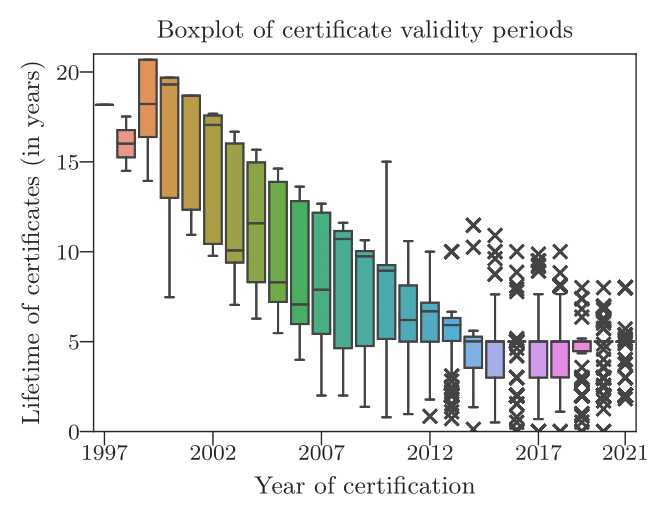 Boxplot of certificate validity periods
Lifetime of certificates (in years)
20
15
10
5
0
1997 2002 2007 2012 2017 2021
Year of certification